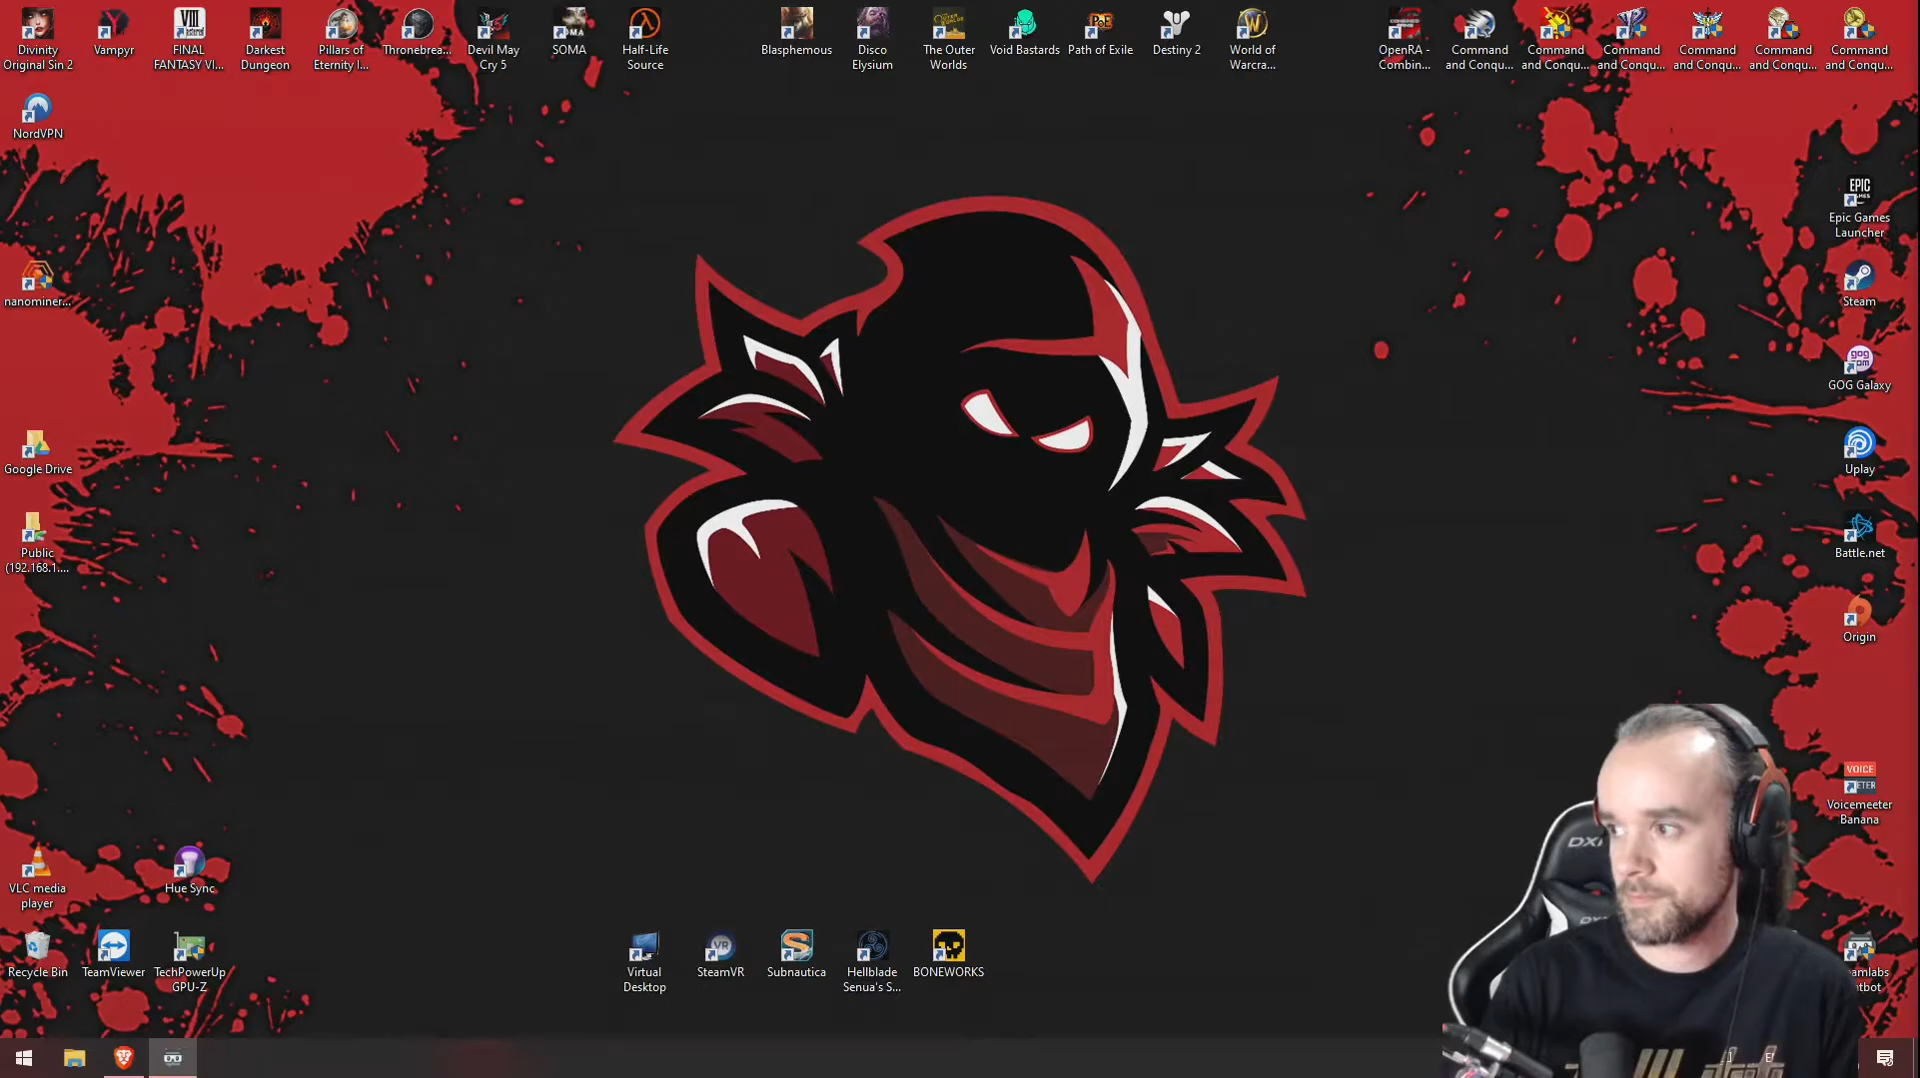 Divinity
Original Sin 2
Vampyr
FINAL
FANTASY VI...
Darkest
Dungeon
Pillars of
Eternity I...
Thronebrea...
Devil May
Cry 5
SOMA
Half-Life
Source
Blasphemous
Disco
Elysium
The Outer
Worlds
Void Bastards
Path of Exile
Destiny 2
World of
Warcra...
OpenRA -
Combin...
Command
and Conqu...
Command
and Conqu...
Command
and Conqu...
Command
and Conqu...
Command
and Conqu...
Command
and Conqu...
NordVPN
EPIC
Epic Games
Launcher
nanominer...
Steam
GOG Galaxy
Google Drive
Uplay
Public
(192.168.1....
Battle.net
Origin
VOICE
Voicemeeter
Banana
VLC media
player
Hue Sync
Recycle Bin
TeamViewer
TechPowerUp
GPU-Z
Virtual
Desktop
VR
SteamVR
Subnautica
Hellblade
Senua's S...
BONEWORKS
eamlabs